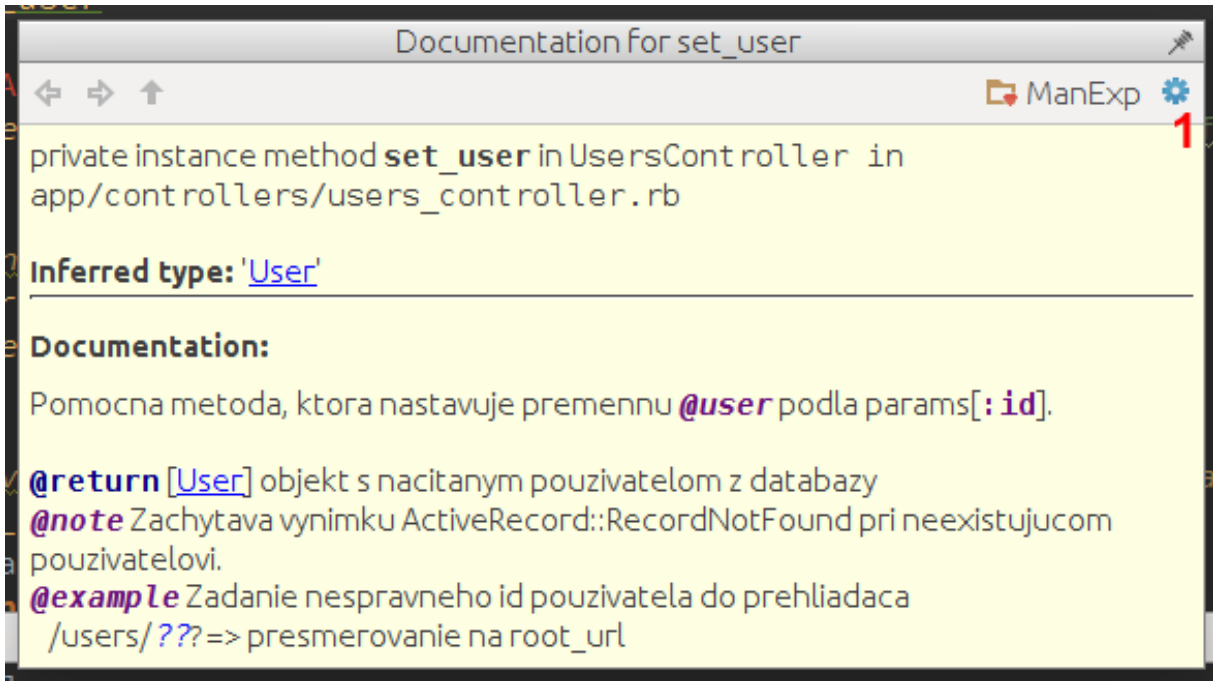 Documentation for set_user
ManExp
1
private instance method set_user in UsersController in
app/controllers/users_controller.rb
Inferred type: 'User'
Documentation:
Pomocna metoda, ktora nastavuje premennu @user podla params[:id].
@return [User] objekt s nacitanym pouzivatelom z databazy
@note Zachytava vynimku ActiveRecord::RecordNotFound pri neexistujucom
pouzivatelovi.
@example Zadanie nespravneho id pouzivatela do prehliadaca
/users/??? => presmerovanie na root_url